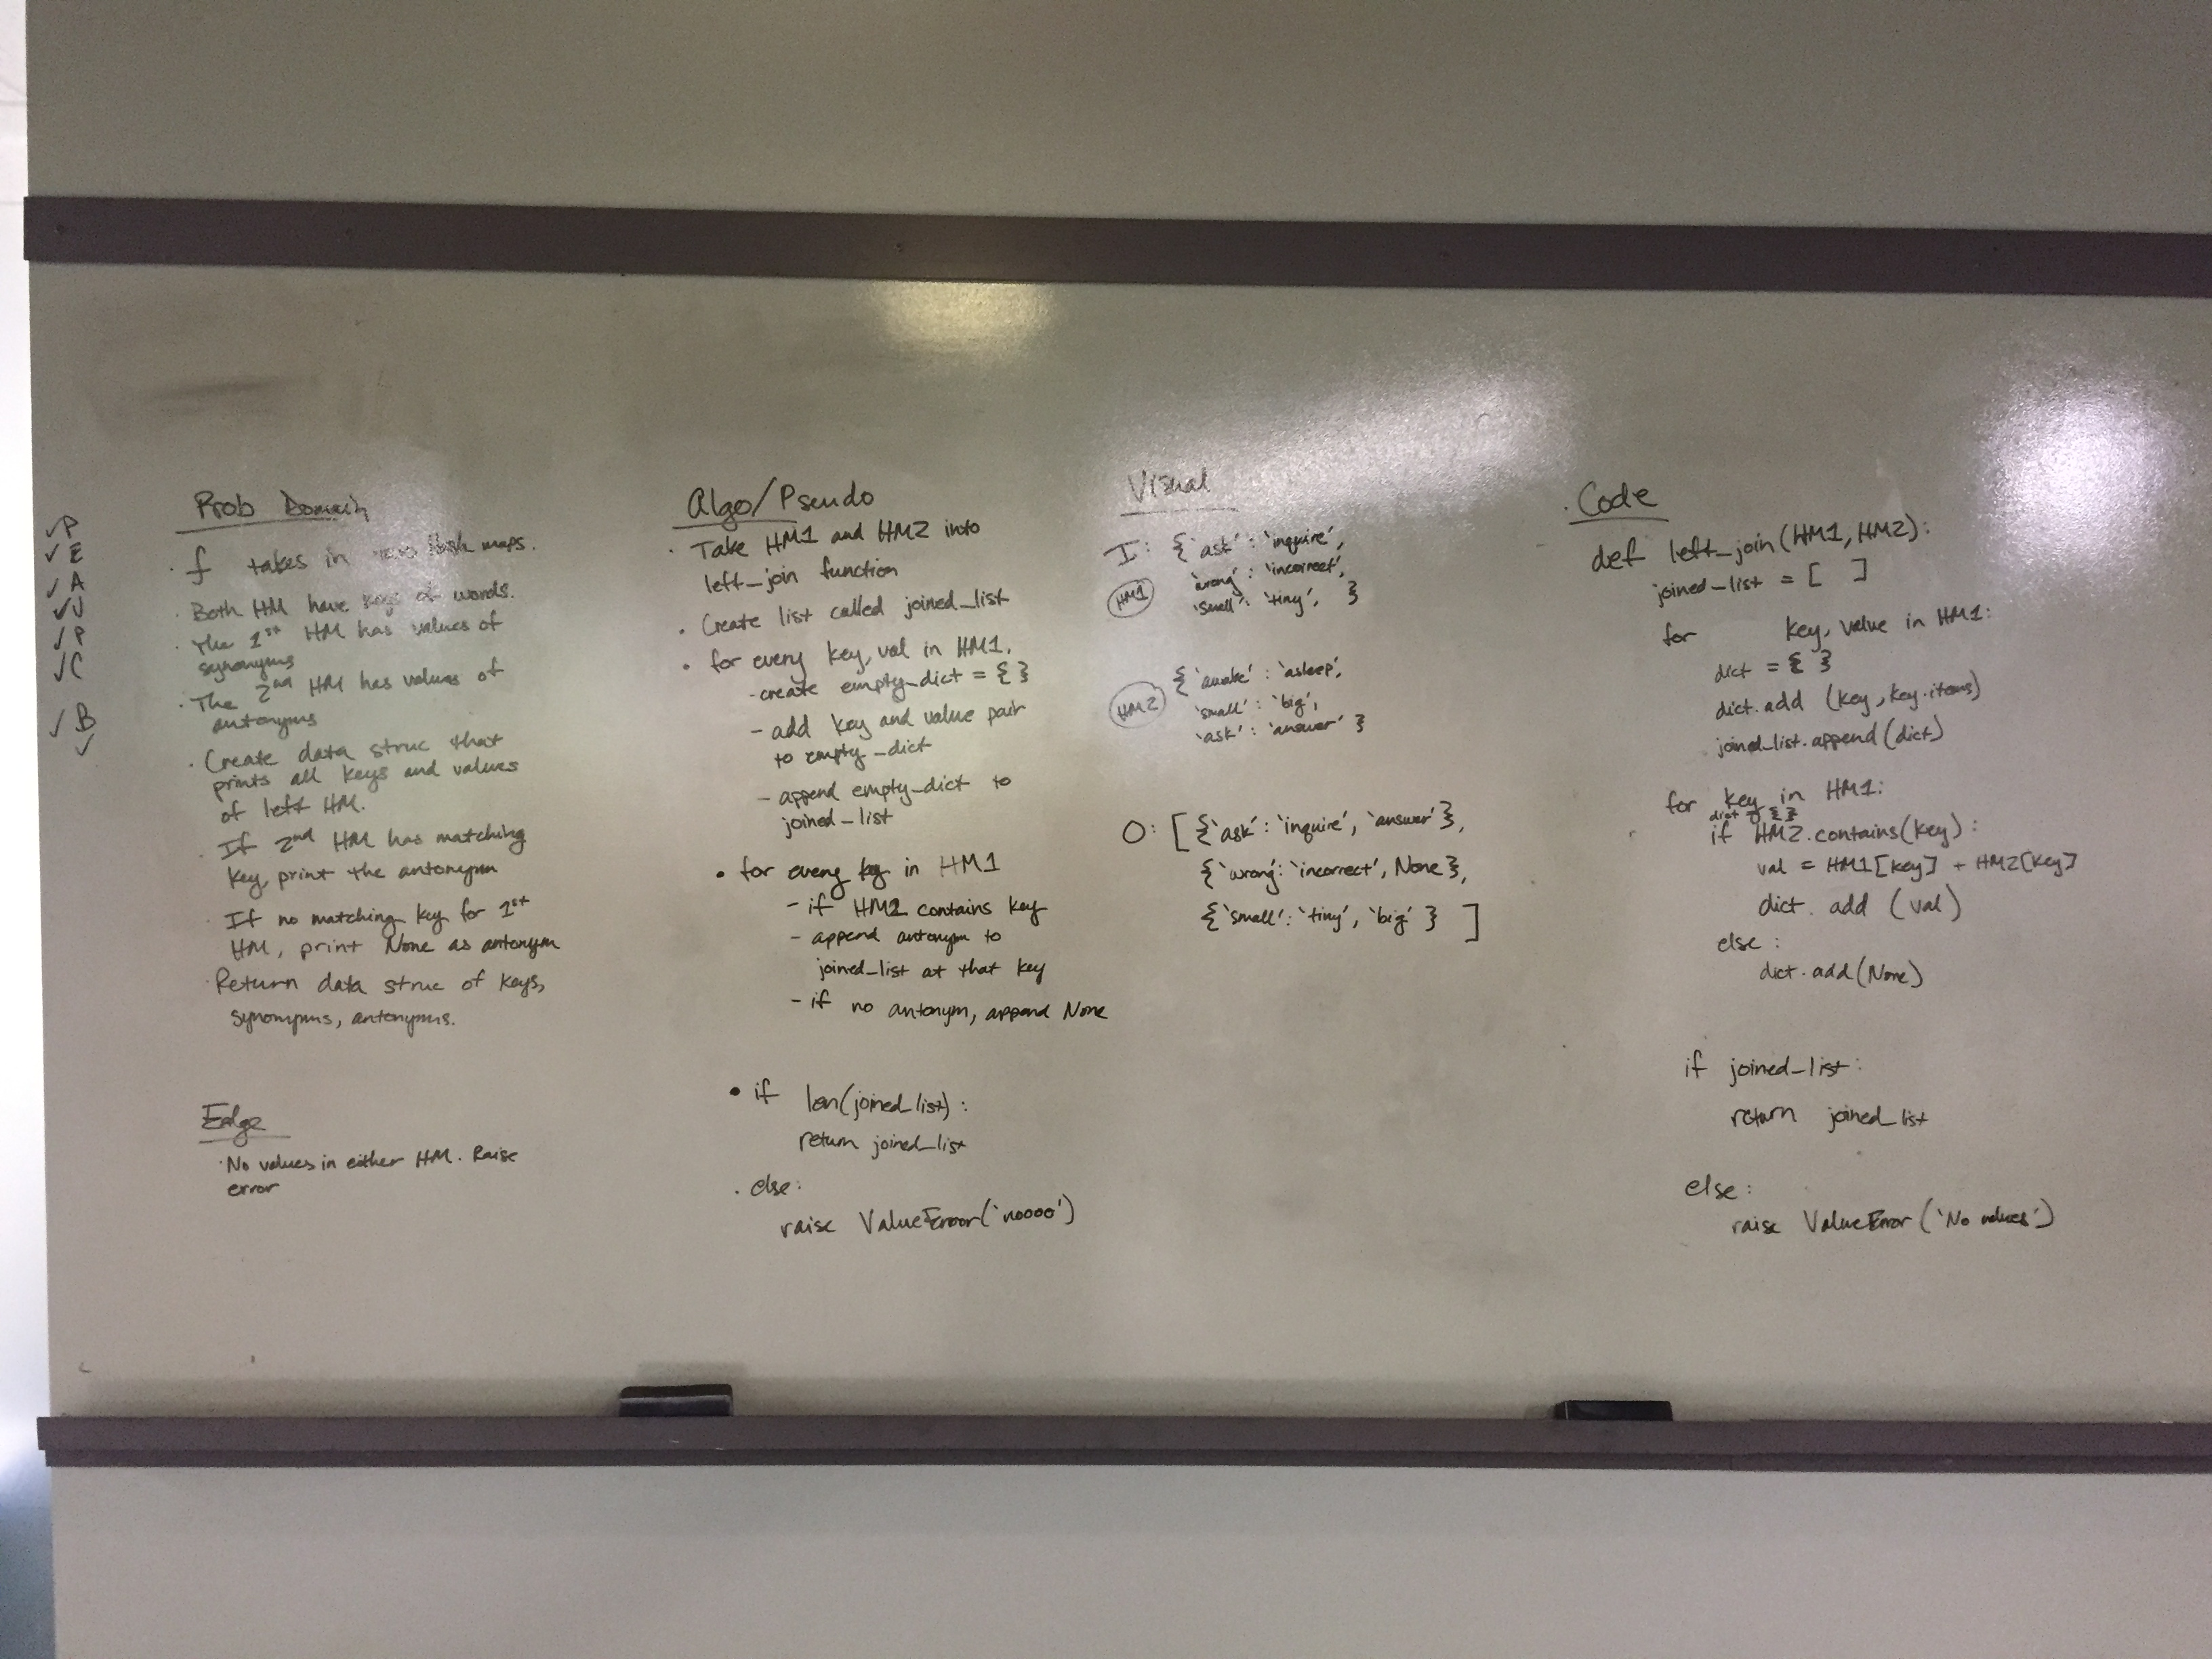 ✓P
✓E
✓A
✓V
✓P
✓C
✓B
✓
Prob Domain
· f takes in hash maps.
· Both HM have keys of words.
· The 1st HM has values of
synonyms
· The 2nd HM has values of
antonyms
· Create data struc that
prints all keys and values
of left HM.
· If 2nd HM has matching
key, print the antonym
· If no matching key for 1st
HM, print None as antonym
· Return data struc of keys,
synonyms, antonyms.
Edge
· No values in either HM. Raise
error
Algo/Pseudo
· Take HM1 and HM2 into
left_join function
· Create list called joined_list
· for every key, val in HM1.
- create empty_dict = { }
- add key and value pair
to empty_dict
- append empty_dict to
joined_list
· for every key in HM1
- if HM2 contains key
- append antonym to
joined_list at that key
- if no antonym, append None
· if len(joined_list):
return joined_list
· else:
raise ValueError('noooo')
Visual
I: {'ask': 'inquire',
HM1 'wrong': 'incorrect',
'small': 'tiny', }
{'awake': 'asleep',
HM2 'small': 'big',
'ask': 'answer' }
O: [{'ask': 'inquire', 'answer'},
{'wrong': 'incorrect', None},
{'small': 'tiny', 'big' } ]
· Code
def left_join(HM1, HM2):
joined_list = [ ]
for key, value in HM1:
dict = { }
dict.add (key, key.items)
joined_list.append(dict)
for key in HM1:
dict = { }
if HM2.contains(key):
val = HM1[key] + HM2[key]
dict.add (val)
else:
dict.add(None)
if joined_list:
return joined_list
else:
raise ValueError('No values')